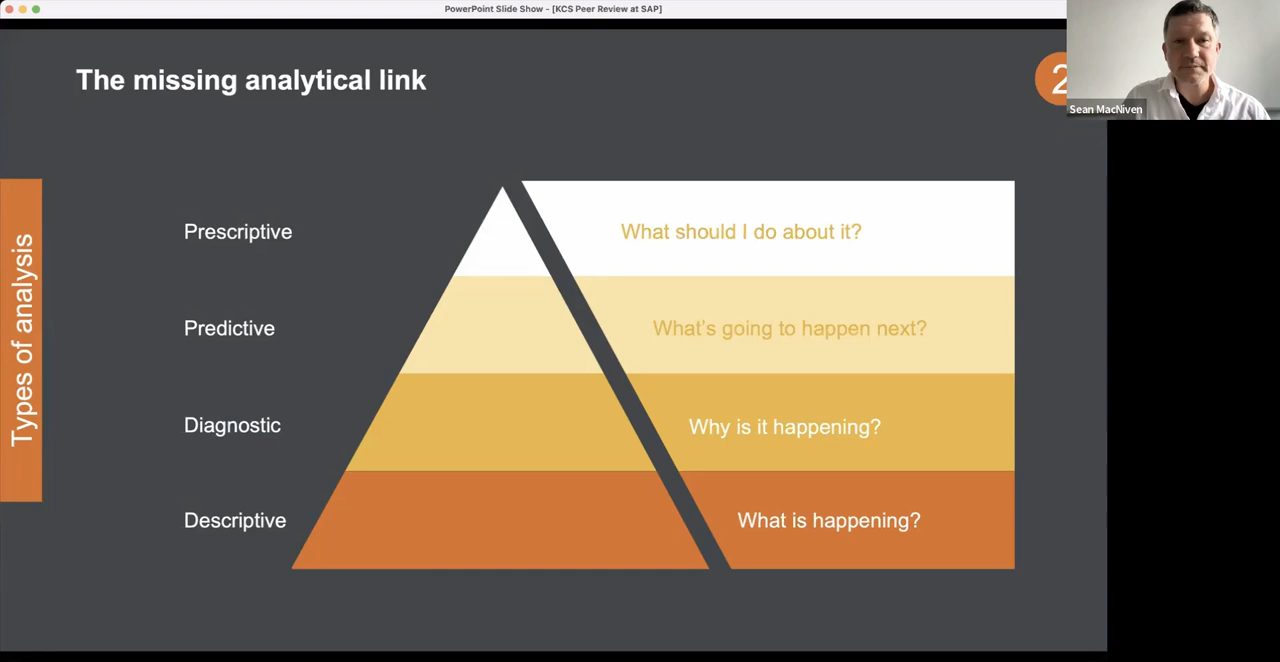 PowerPoint Slide Show - [KCS Peer Review at SAP]
The missing analytical link
2
Sean MacNiven
Types of analysis
Prescriptive
What should I do about it?
Predictive
What's going to happen next?
Diagnostic
Why is it happening?
Descriptive
What is happening?